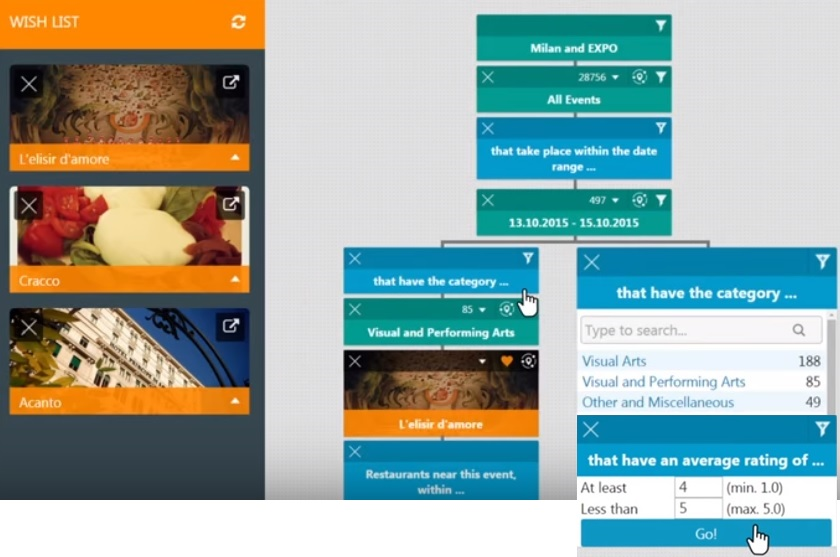 WISH LIST
L'elisir d'amore
Cracco
Acanto
Milan and EXPO
28756
All Events
that take place within the date
range ...
497
13.10.2015 - 15.10.2015
that have the category ...
85
Visual and Performing Arts
L'elisir d'amore
Restaurants near this event,
within ...
that have the category ...
Type to search...
Visual Arts 188
Visual and Performing Arts 85
Other and Miscellaneous 49
that have an average rating of ...
At least 4 (min. 1.0)
Less than 5 (max. 5.0)
Go!